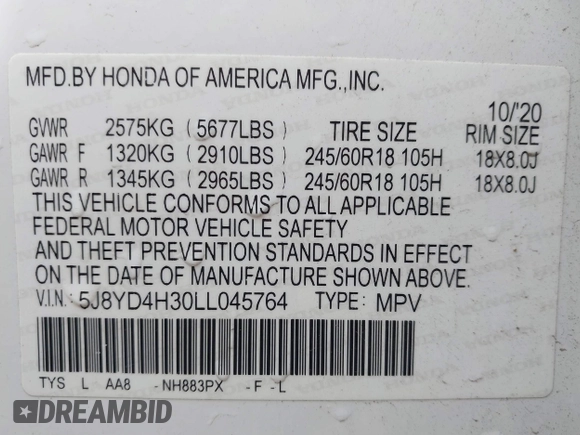 MFD.BY HONDA OF AMERICA MFG.,INC.
10/'20
GVWR 2575KG (5677LBS) TIRE SIZE RIM SIZE
GAWR F 1320KG (2910LBS) 245/60R18 105H 18X8.0J
GAWR R 1345KG (2965LBS) 245/60R18 105H 18X8.0J
THIS VEHICLE CONFORMS TO ALL APPLICABLE
FEDERAL MOTOR VEHICLE SAFETY
AND THEFT PREVENTION STANDARDS IN EFFECT
ON THE DATE OF MANUFACTURE SHOWN ABOVE.
V.I.N.: 5J8YD4H30LL045764 TYPE: MPV
TYS L AA8 -NH883PX -F -L
DREAMBID